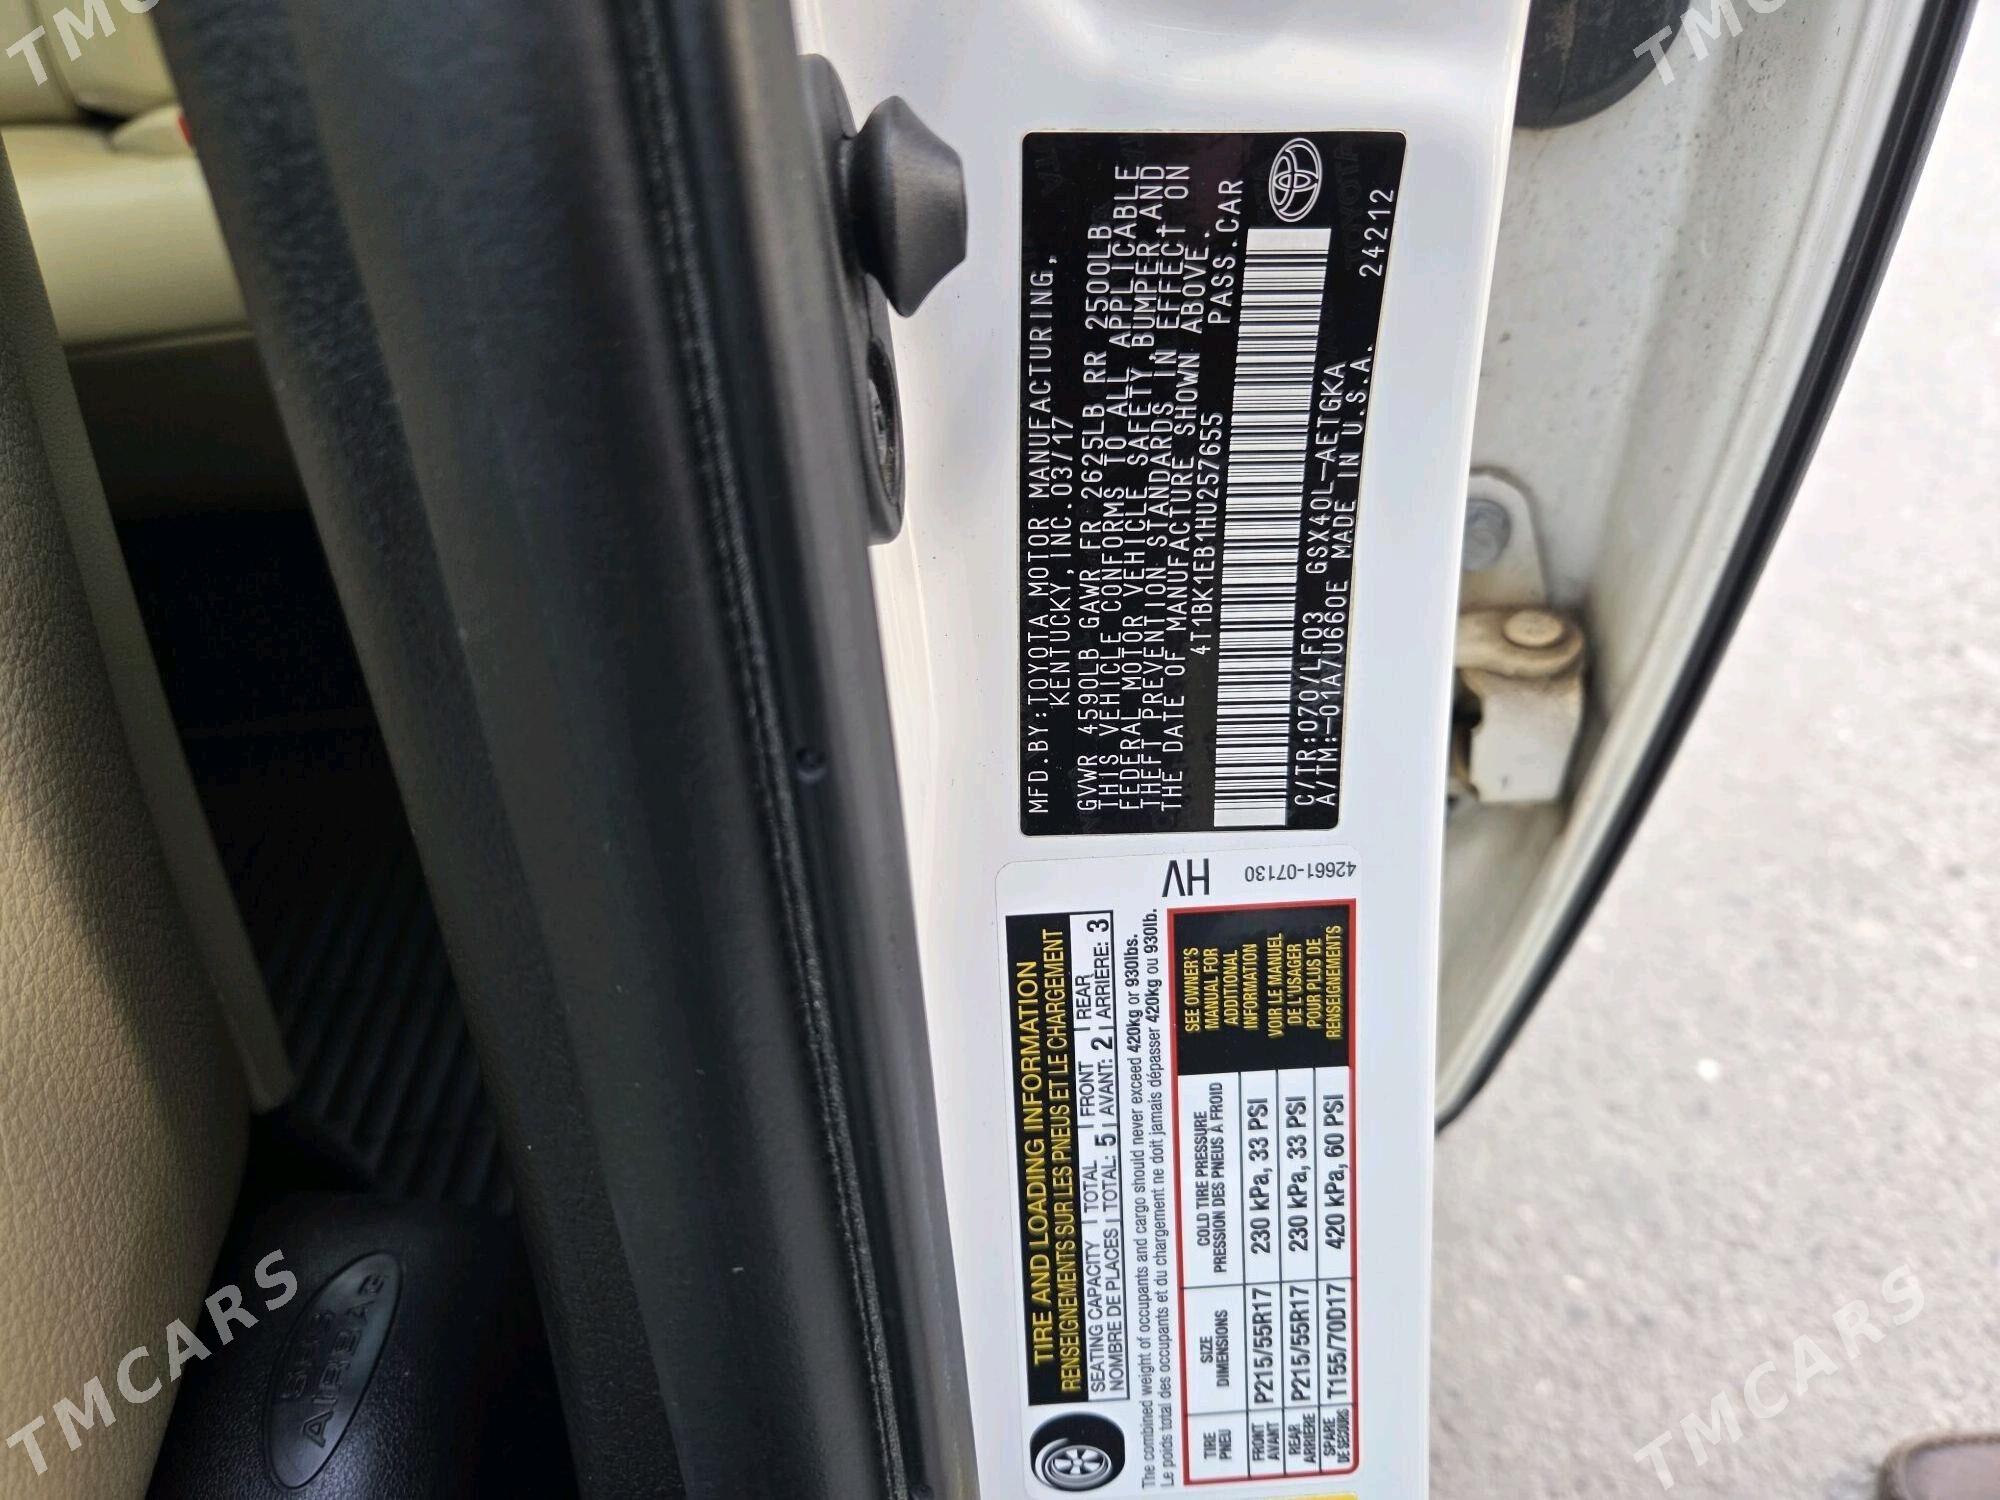 MFD.BY:TOYOTA MOTOR MANUFACTURING,
KENTUCKY, INC.03/17
GVWR 4590LB GAWR FR 2625LB RR 2500LB
THIS VEHICLE CONFORMS TO ALL APPLICABLE
FEDERAL MOTOR VEHICLE SAFETY,BUMPER,AND
THEFT PREVENTION STANDARDS IN EFFECT ON
THE DATE OF MANUFACTURE SHOWN ABOVE.
4T1BK1EB1HU257655 PASS.CAR
C/TR:070/LF03 GSX40L-AETGKA
A/TM:-01A/U660E MADE IN U.S.A. 24212
TIRE AND LOADING INFORMATION
RENSEIGNEMENTS SUR LES PNEUS ET LE CHARGEMENT
SEATING CAPACITY TOTAL FRONT REAR
NOMBRE DE PLACES TOTAL: 5 AVANT: 2 ARRIÈRE: 3
The combined weight of occupants and cargo should never exceed 420kg or 930lbs.
Le poids total des occupants et du chargement ne doit jamais dépasser 420kg ou 930lb.
TIRE SIZE COLD TIRE PRESSURE
PNEU DIMENSIONS PRESSION DES PNEUS À FROID
FRONT
AVANT P215/55R17 230 kPa, 33 PSI
REAR
ARRIÈRE P215/55R17 230 kPa, 33 PSI
SPARE
DE SECOURS T155/70D17 420 kPa, 60 PSI
SEE OWNER'S
MANUAL FOR
ADDITIONAL
INFORMATION
VOIR LE MANUEL
DE L'USAGER
POUR PLUS DE
RENSEIGNEMENTS
HV
42661-07130
SRS
AIRBAG
TMCARS
TMCARS
TMC
TMC